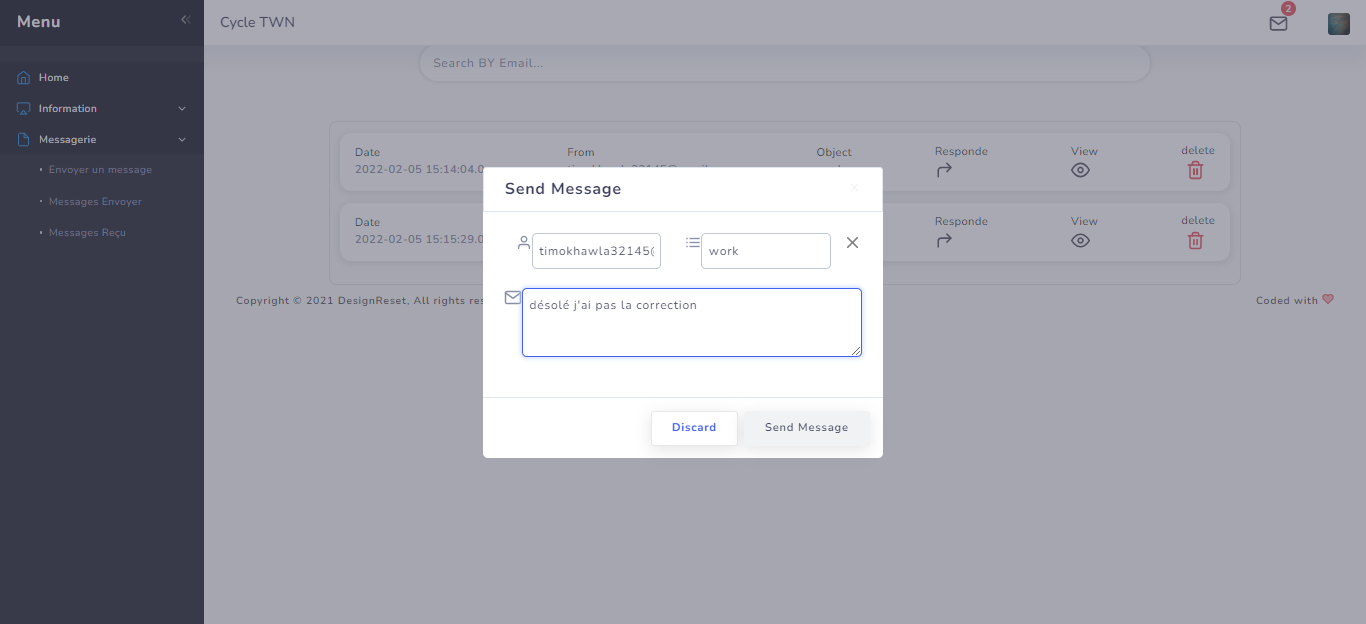 Menu
Cycle TWN
2
Search BY Email...
Home
Information
Messagerie
Envoyer un message
Messages Envoyer
Messages Reçu
Date
From
Object
Responde
View
delete
2022-02-05 15:14:04.0
Date
Responde
View
delete
2022-02-05 15:15:29.0
Send Message
timokhawla32145@
work
désolé j'ai pas la correction
Discard
Send Message
Copyright © 2021 DesignReset, All rights
Coded with